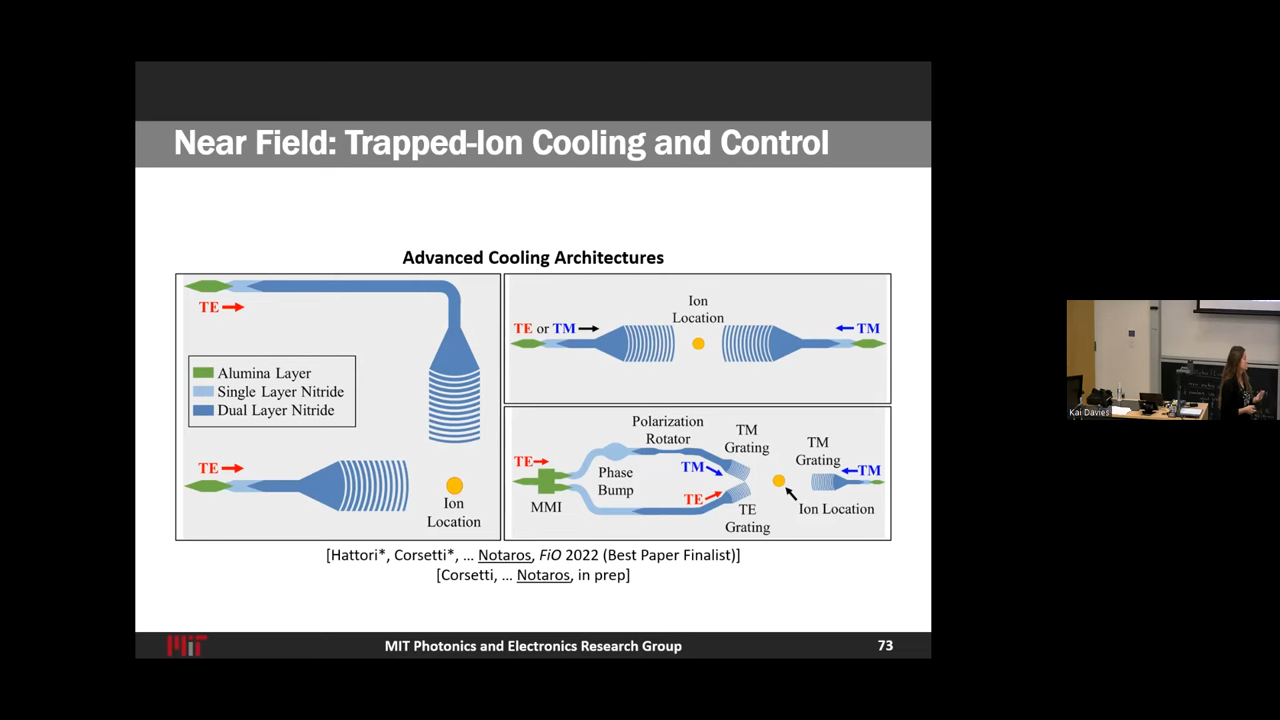 Near Field: Trapped-Ion Cooling and Control
Advanced Cooling Architectures
TE
Alumina Layer
Single Layer Nitride
Dual Layer Nitride
TE
Ion
Location
Ion
Location
TE or TM
TM
Polarization
Rotator
TM
Grating
TM
Grating
TE
Phase
Bump
TM
TM
MMI
TE
TE
Grating
Ion Location
[Hattori*, Corsetti*, ... Notaros, FiO 2022 (Best Paper Finalist)]
[Corsetti, ... Notaros, in prep]
MIT
MIT Photonics and Electronics Research Group
73
Kai Davies